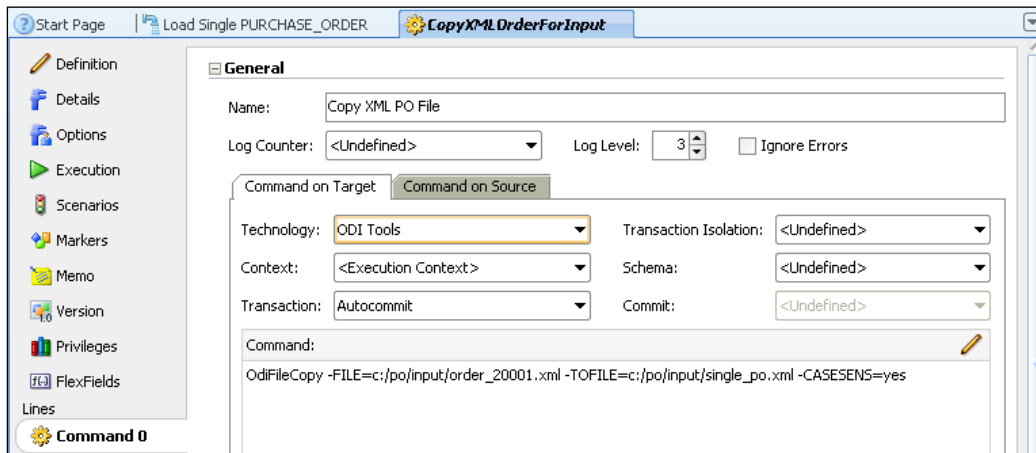 Start Page Load Single PURCHASE_ORDER CopyXMLOrderForInput
Definition
Details
Options
Execution
Scenarios
Markers
Memo
Version
Privileges
FlexFields
Lines
Command 0
General
Name: Copy XML PO File
Log Counter: <Undefined> Log Level: 3 Ignore Errors
Command on Target Command on Source
Technology: ODI Tools Transaction Isolation: <Undefined>
Context: <Execution Context> Schema: <Undefined>
Transaction: Autocommit Commit: <Undefined>
Command:
OdiFileCopy -FILE=c:/po/input/order_20001.xml -TOFILE=c:/po/input/single_po.xml -CASESENS=yes